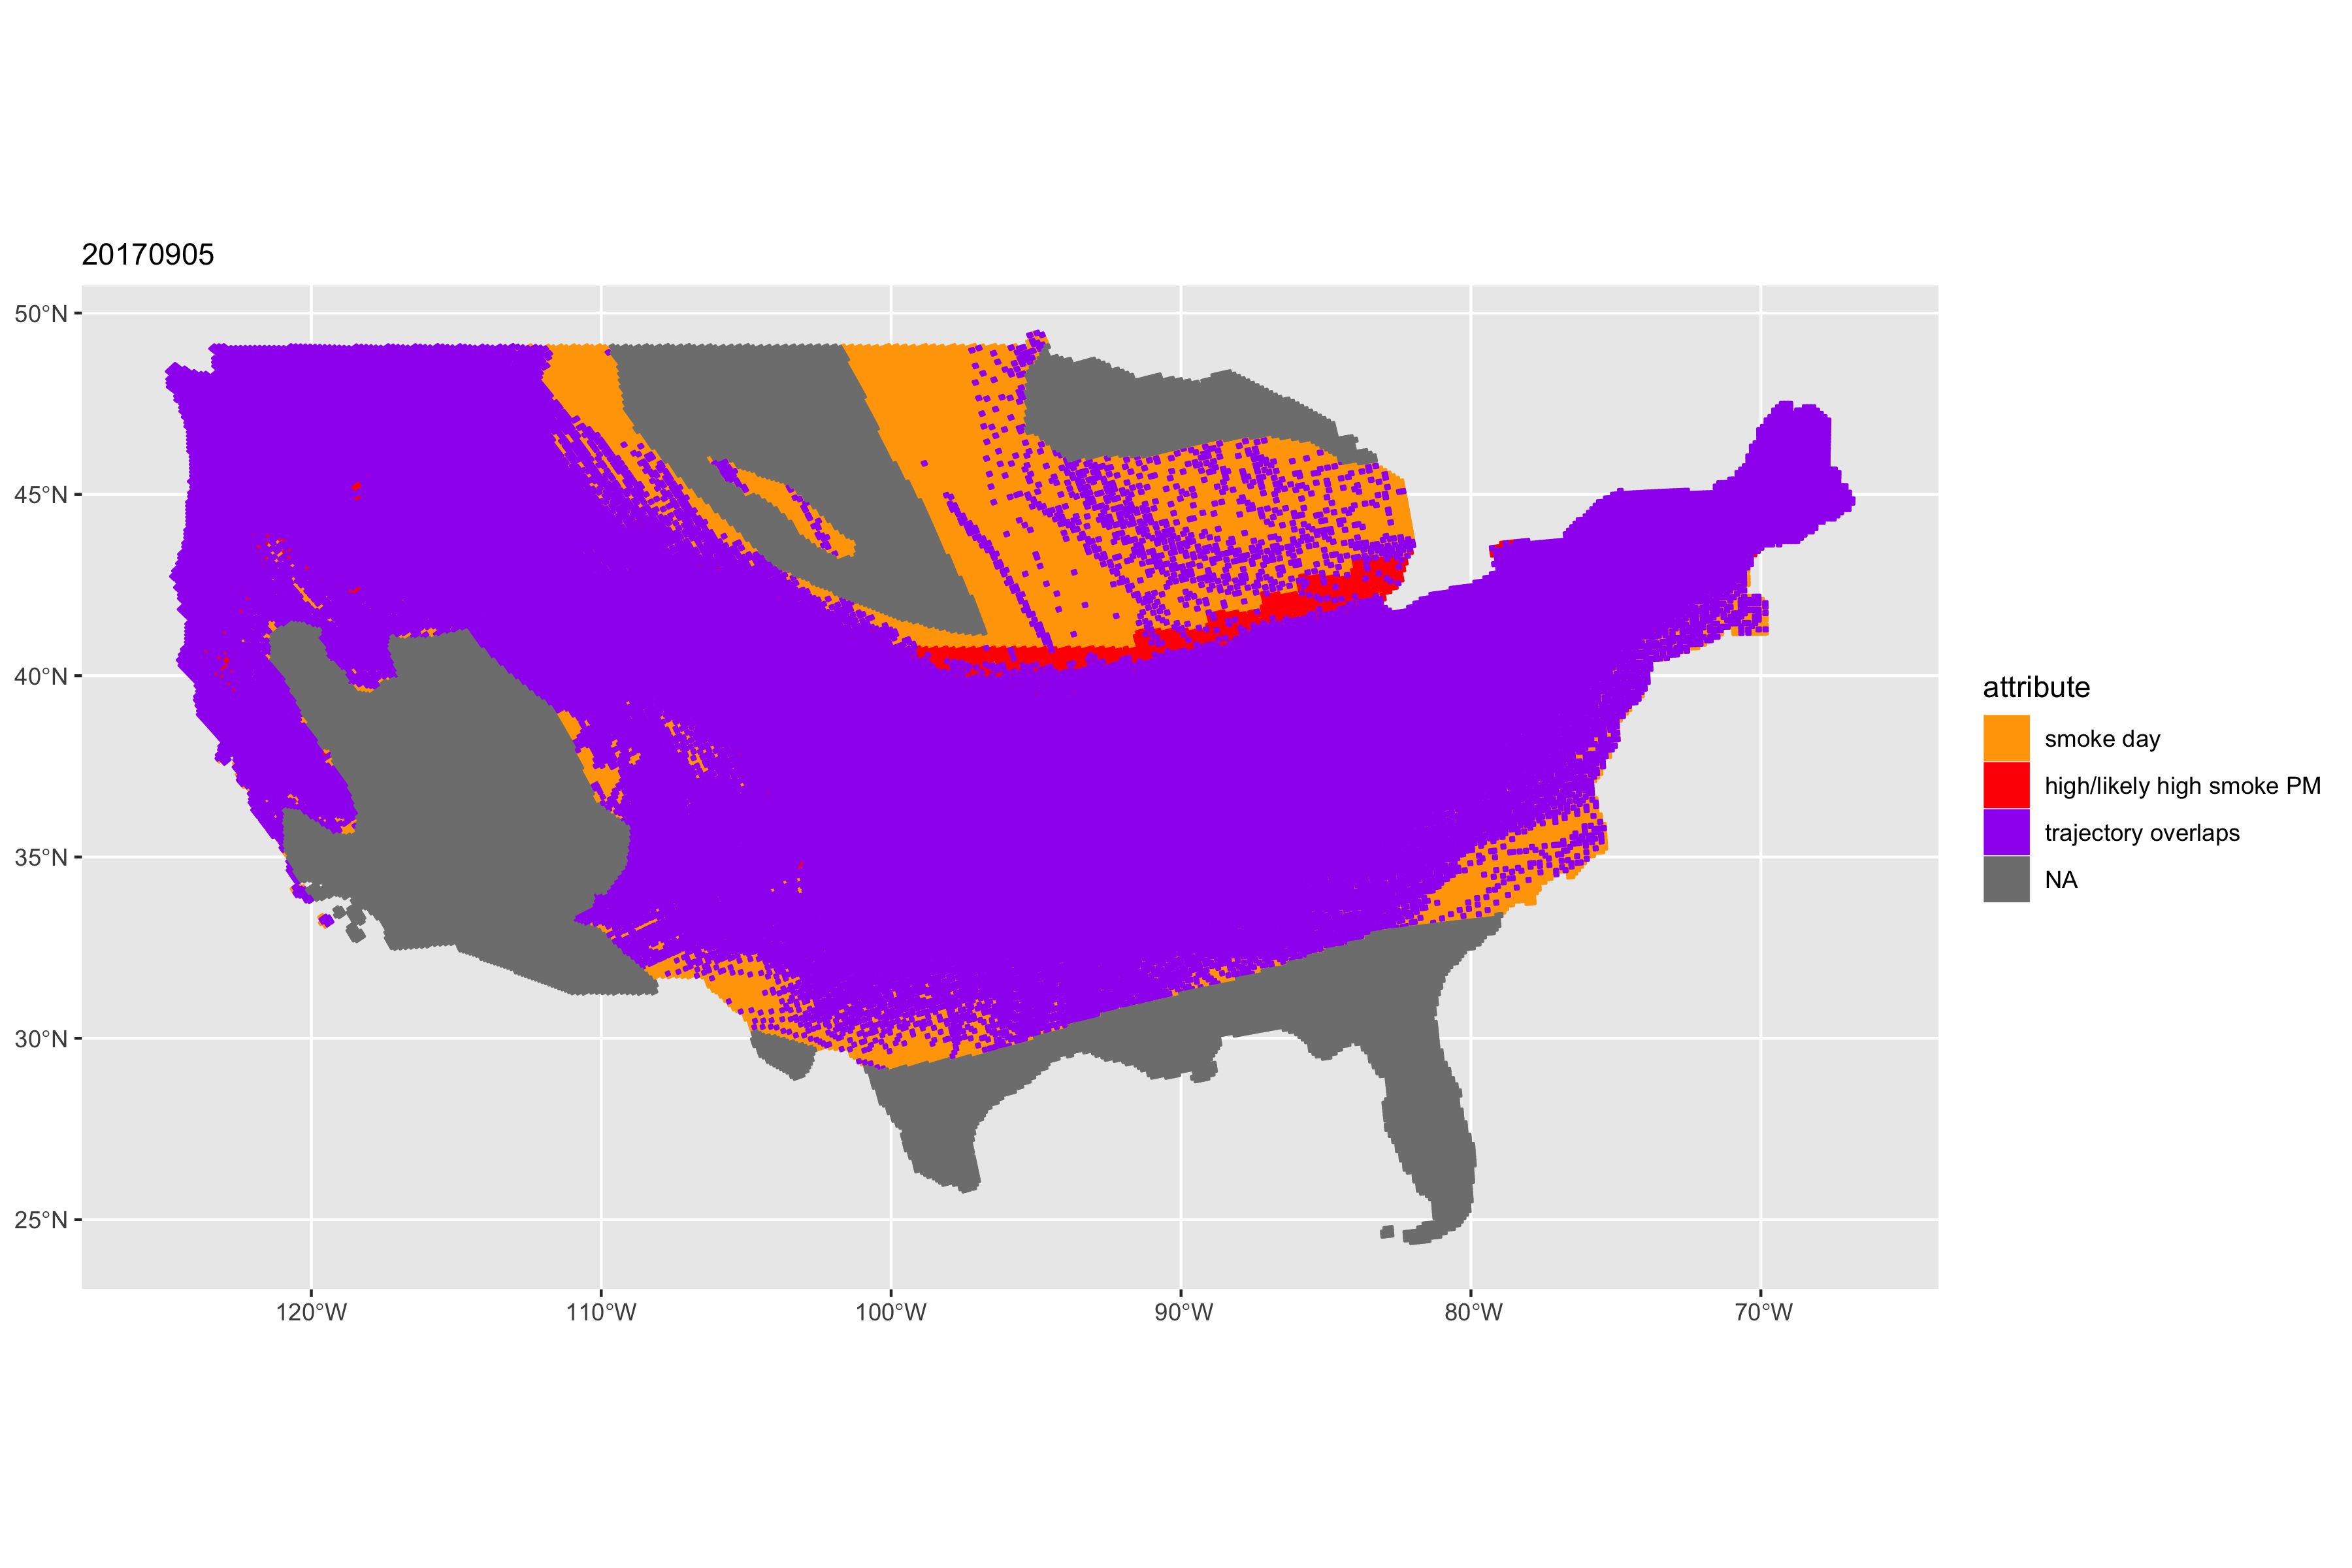 20170905
50°N
45°N
40°N
35°N
30°N
25°N
120°W
110°W
100°W
90°W
80°W
70°W
attribute
smoke day
high/likely high smoke PM
trajectory overlaps
NA